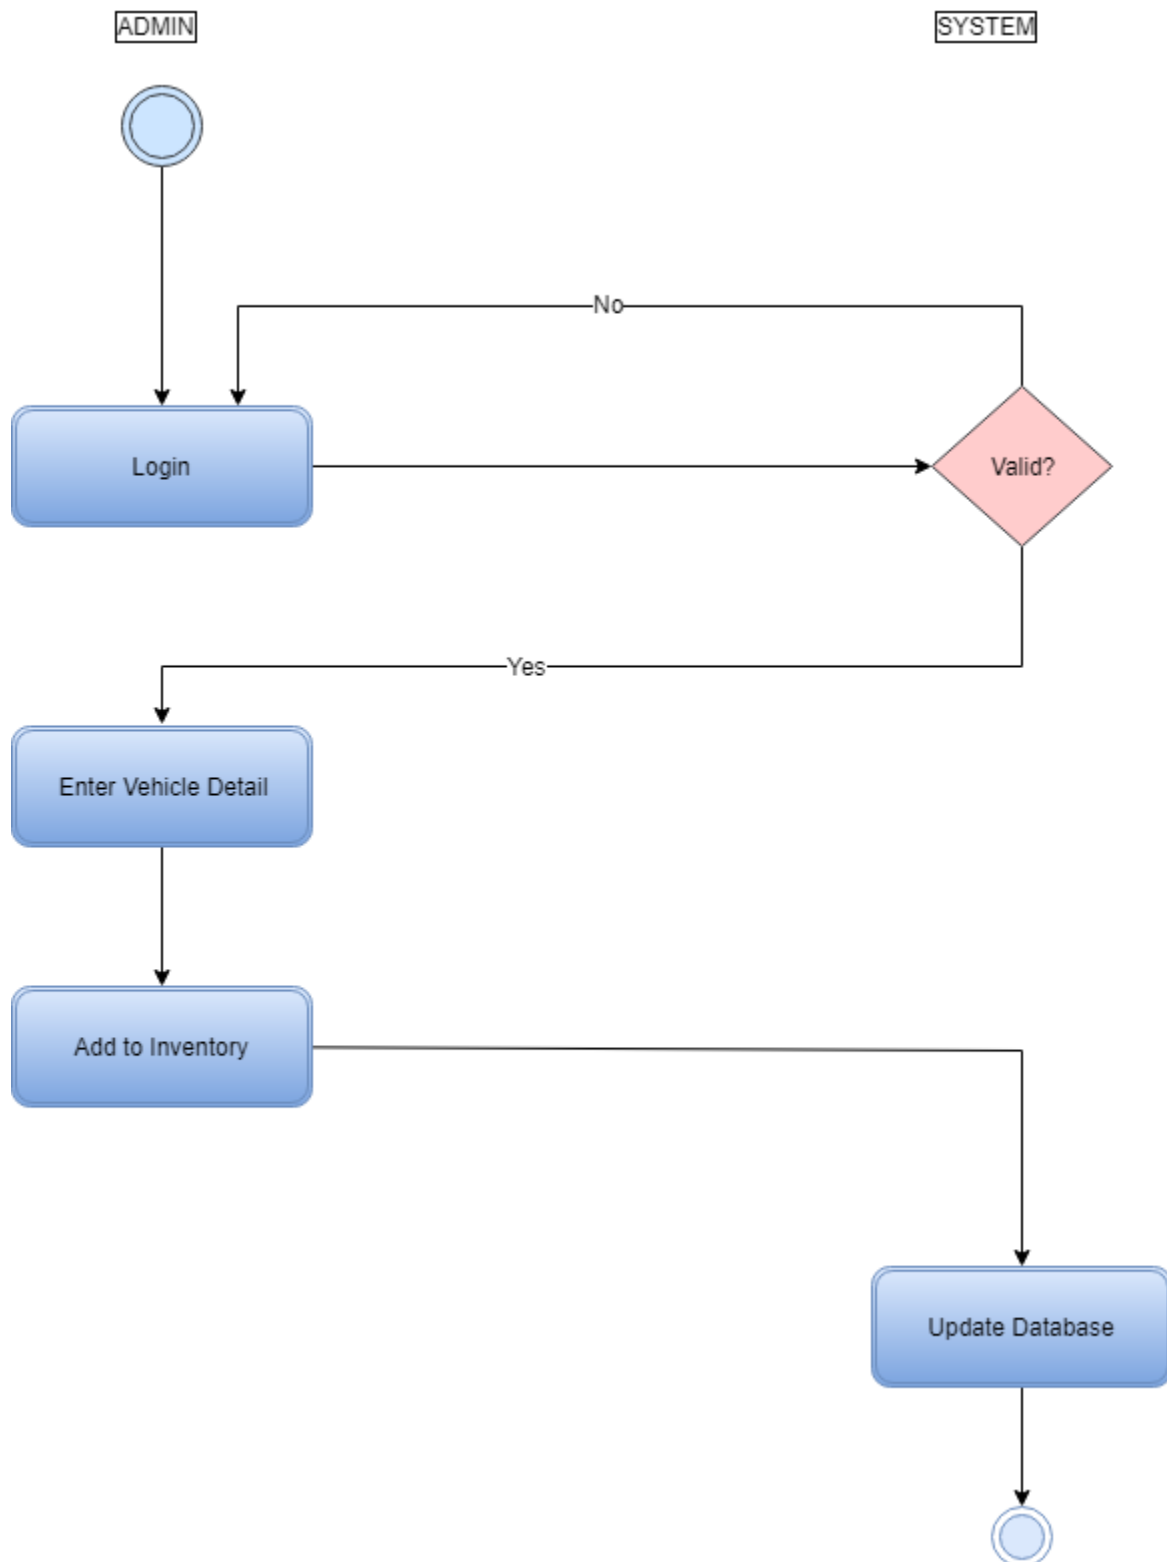 ADMIN
SYSTEM
No
Login
Valid?
Yes
Enter Vehicle Detail
Add to Inventory
Update Database